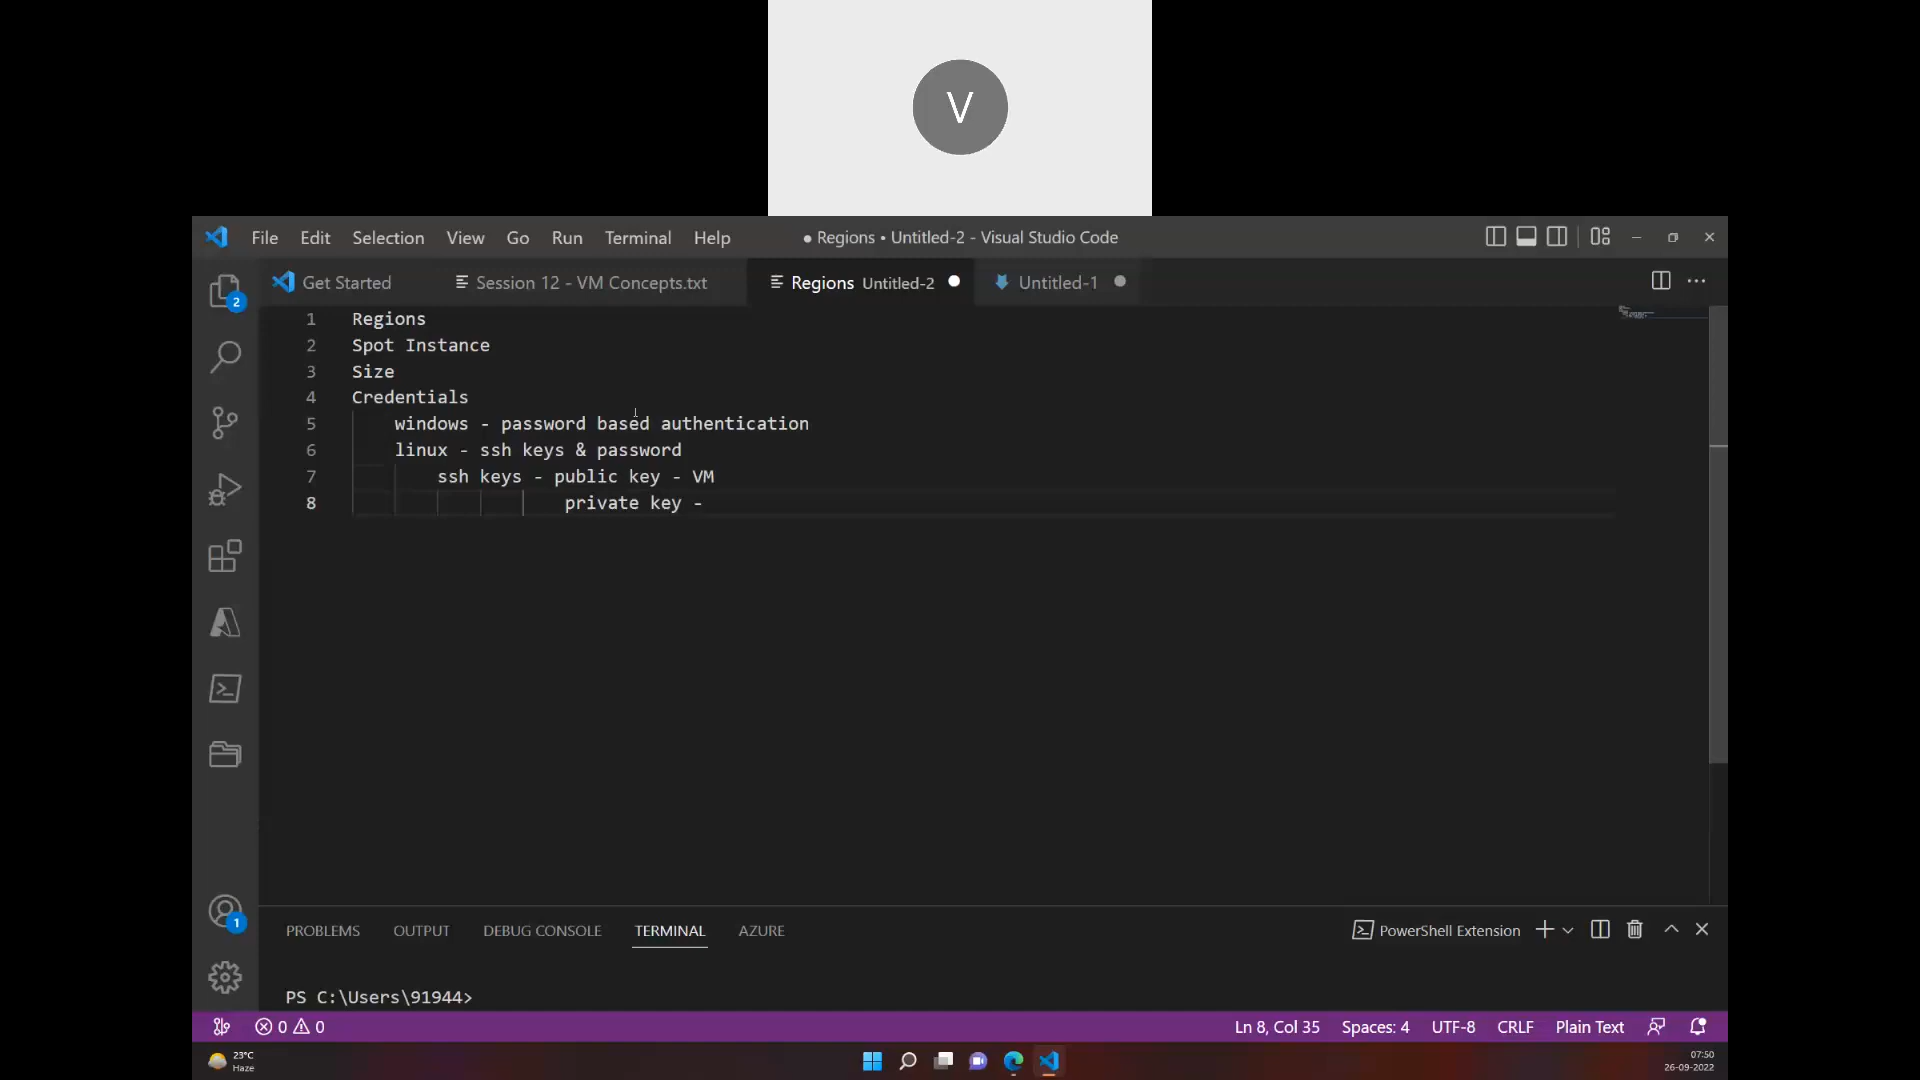 V
File Edit Selection View Go Run Terminal Help ● Regions • Untitled-2 - Visual Studio Code
Get Started Session 12 - VM Concepts.txt Regions Untitled-2 Untitled-1
1 Regions
2 Spot Instance
3 Size
4 Credentials
5 windows - password based authentication
6 linux - ssh keys & password
7 ssh keys - public key - VM
8 private key -
2
1
PROBLEMS OUTPUT DEBUG CONSOLE TERMINAL AZURE PowerShell Extension
PS C:\Users\91944>
0 0 Ln 8, Col 35 Spaces: 4 UTF-8 CRLF Plain Text
23°C
Haze
07:50
26-09-2022